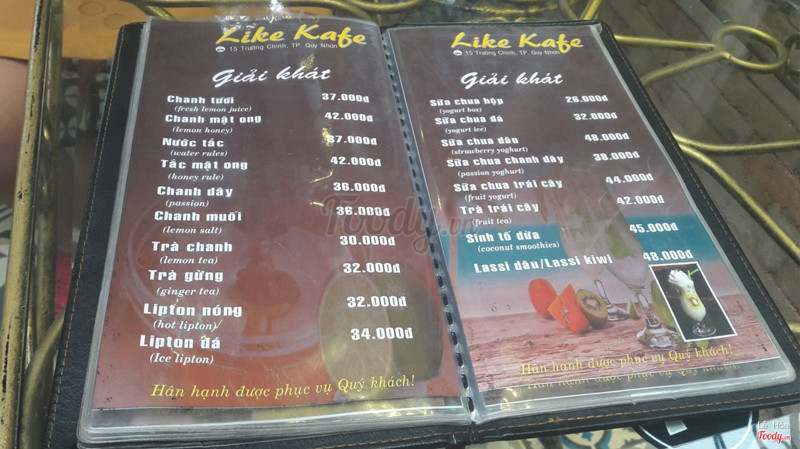 Like Kafe
15 Trường Chinh, TP. Quy Nhơn
Giải khát
Chanh tươi 37.000đ
(fresh lemon juice)
Chanh mật ong 42.000đ
(lemon honey)
Nước tắc 37.000đ
(water rules)
Tắc mật ong 42.000đ
(honey rule)
Chanh dây 36.000đ
(passion)
Chanh muối 36.000đ
(lemon salt)
Trà chanh 30.000đ
(lemon tea)
Trà gừng 32.000đ
(ginger tea)
Lipton nóng 32.000đ
(hot lipton)
Lipton đá 34.000đ
(Ice lipton)
Hân hạnh được phục vụ Quý khách!
Like Kafe
15 Trường Chinh, TP. Quy Nhơn
Giải khát
Sữa chua hộp 26.000đ
(yogurt box)
Sữa chua đá 32.000đ
(yogurt ice)
Sữa chua dâu 48.000đ
(strawberry yoghurt)
Sữa chua chanh dây 38.000đ
(passion yoghurt)
Sữa chua trái cây 44.000đ
(fruit yogurt)
Trà trái cây 42.000đ
(fruit tea)
Sinh tố dừa 45.000đ
(coconut smoothies)
Lassi dâu/Lassi kiwi 48.000đ
Hân hạnh được phục vụ Quý khách!
Foody.vn
Foody.vn